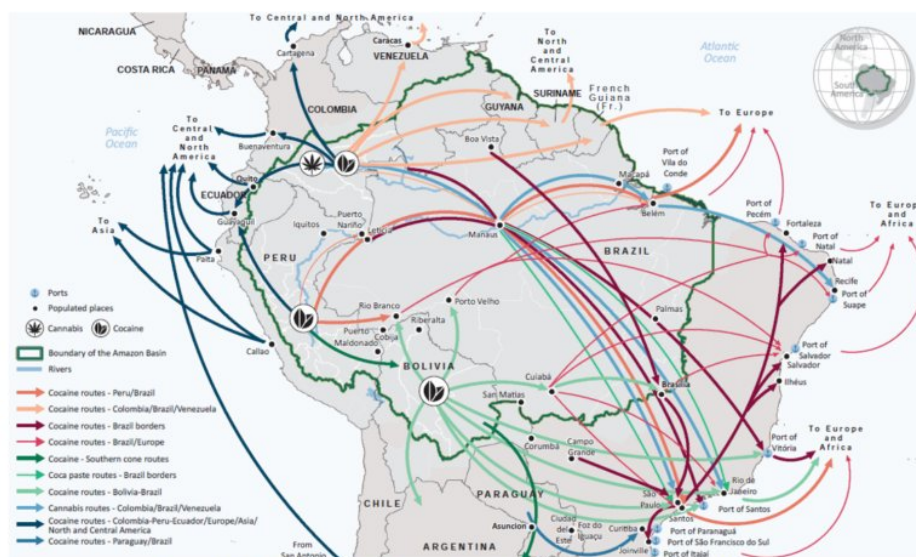 NICARAGUA
COSTA RICA
PANAMA
To Central and North America
Cartagena
Caracas
VENEZUELA
COLOMBIA
GUYANA
SURINAME
French
Guiana
(Fr.)
To
North
and
Central
America
Atlantic
Ocean
North
America
South
America
To Europe
Pacific
Ocean
To
Central
and
North
America
Buenaventura
Quito
ECUADOR
Guayaquil
To
Asia
Paita
Boa Vista
Macapá
Port of
Vila do
Conde
Belém
Iquitos
Puerto
Nariño
Leticia
Manaus
PERU
BRAZIL
Port of
Pecém
Fortaleza
Port of
Natal
Natal
To Europe
and
Africa
Recife
Port of
Suape
Rio Branco
Porto Velho
Puerto
Maldonado
Cobija
Riberalta
Palmas
Callao
BOLIVIA
Cuiabá
San Matías
Brasília
Port of
Salvador
Salvador
Ilhéus
Corumba
Campo
Grande
Port of
Vitória
To Europe
and
Africa
CHILE
PARAGUAY
Asuncion
Ciudad
del
Este
Foz do
Iguaçu
São
Paulo
Santos
Rio de
Janeiro
Port of Santos
Curitiba
Port of Paranaguá
Port of São Francisco do Sul
Joinville
Port of Itajaí
ARGENTINA
From
San Antonio
Ports
Populated places
Cannabis
Cocaine
Boundary of the Amazon Basin
Rivers
Cocaine routes - Peru/Brazil
Cocaine routes - Colombia/Brazil/Venezuela
Cocaine routes - Brazil borders
Cocaine routes - Brazil/Europe
Cocaine - Southern cone routes
Coca paste routes - Brazil borders
Cocaine routes - Bolivia-Brazil
Cannabis routes - Colombia/Brazil/Venezuela
Cocaine routes - Colombia-Peru-Ecuador/Europe/Asia/
North and Central America
Cocaine routes - Paraguay/Brazil